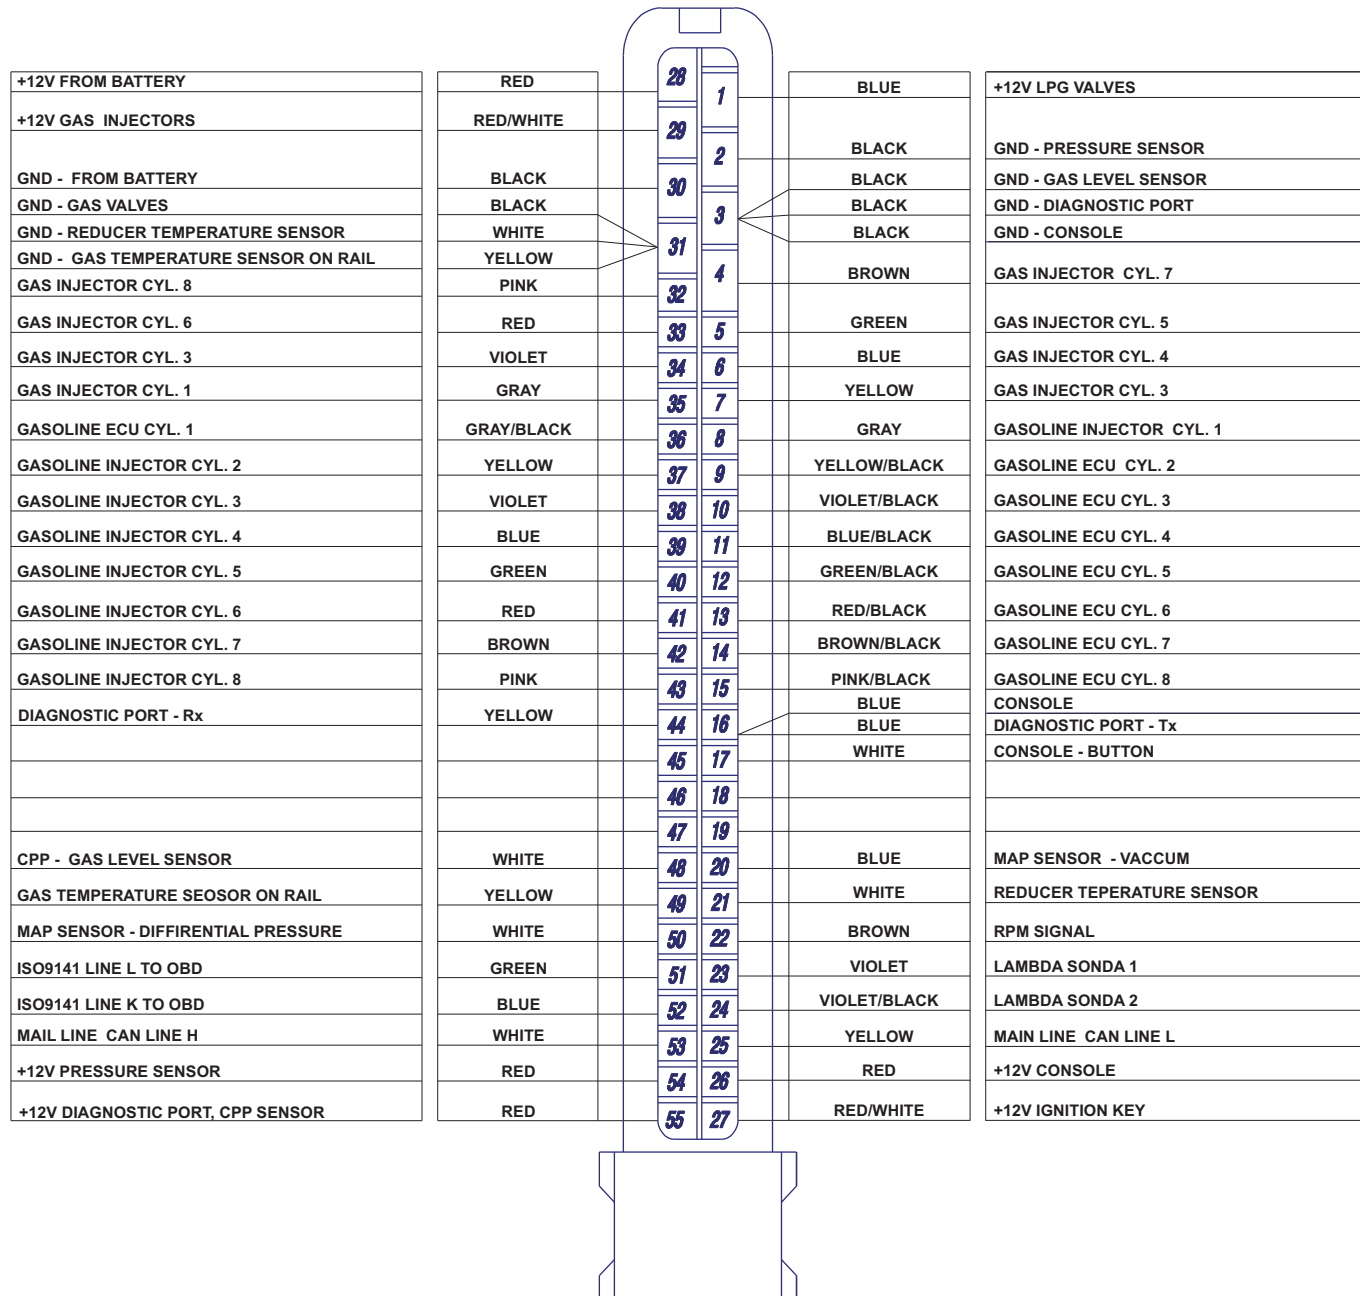 +12V FROM BATTERY RED 28 1 BLUE +12V LPG VALVES
+12V GAS INJECTORS RED/WHITE 29
2 BLACK GND - PRESSURE SENSOR
GND - FROM BATTERY BLACK 30 BLACK GND - GAS LEVEL SENSOR
GND - GAS VALVES BLACK 3 BLACK GND - DIAGNOSTIC PORT
GND - REDUCER TEMPERATURE SENSOR WHITE 31 BLACK GND - CONSOLE
GND - GAS TEMPERATURE SENSOR ON RAIL YELLOW
4 BROWN GAS INJECTOR CYL. 7
GAS INJECTOR CYL. 8 PINK 32
GAS INJECTOR CYL. 6 RED 33 5 GREEN GAS INJECTOR CYL. 5
GAS INJECTOR CYL. 3 VIOLET 34 6 BLUE GAS INJECTOR CYL. 4
GAS INJECTOR CYL. 1 GRAY 35 7 YELLOW GAS INJECTOR CYL. 3
GASOLINE ECU CYL. 1 GRAY/BLACK 36 8 GRAY GASOLINE INJECTOR CYL. 1
GASOLINE INJECTOR CYL. 2 YELLOW 37 9 YELLOW/BLACK GASOLINE ECU CYL. 2
GASOLINE INJECTOR CYL. 3 VIOLET 38 10 VIOLET/BLACK GASOLINE ECU CYL. 3
GASOLINE INJECTOR CYL. 4 BLUE 39 11 BLUE/BLACK GASOLINE ECU CYL. 4
GASOLINE INJECTOR CYL. 5 GREEN 40 12 GREEN/BLACK GASOLINE ECU CYL. 5
GASOLINE INJECTOR CYL. 6 RED 41 13 RED/BLACK GASOLINE ECU CYL. 6
GASOLINE INJECTOR CYL. 7 BROWN 42 14 BROWN/BLACK GASOLINE ECU CYL. 7
GASOLINE INJECTOR CYL. 8 PINK 43 15 PINK/BLACK GASOLINE ECU CYL. 8
BLUE CONSOLE
DIAGNOSTIC PORT - Rx YELLOW 44 16 BLUE DIAGNOSTIC PORT - Tx
45 17 WHITE CONSOLE - BUTTON
46 18
47 19
CPP - GAS LEVEL SENSOR WHITE 48 20 BLUE MAP SENSOR - VACCUM
GAS TEMPERATURE SEOSOR ON RAIL YELLOW 49 21 WHITE REDUCER TEPERATURE SENSOR
MAP SENSOR - DIFFIRENTIAL PRESSURE WHITE 50 22 BROWN RPM SIGNAL
ISO9141 LINE L TO OBD GREEN 51 23 VIOLET LAMBDA SONDA 1
ISO9141 LINE K TO OBD BLUE 52 24 VIOLET/BLACK LAMBDA SONDA 2
MAIL LINE CAN LINE H WHITE 53 25 YELLOW MAIN LINE CAN LINE L
+12V PRESSURE SENSOR RED 54 26 RED +12V CONSOLE
+12V DIAGNOSTIC PORT, CPP SENSOR RED 55 27 RED/WHITE +12V IGNITION KEY